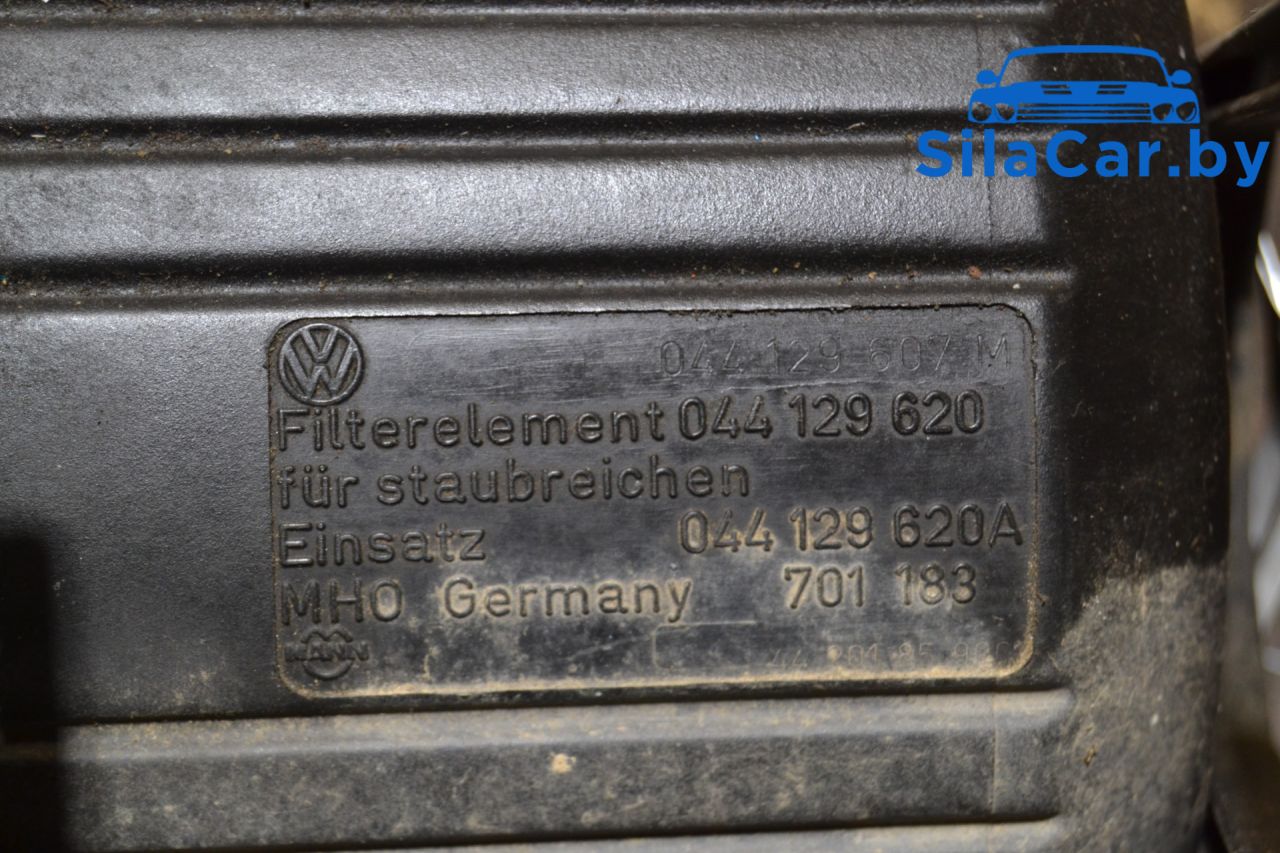 SilaCar.by
044 129 607 M
Filterelement 044 129 620
für staubreichen
Einsatz 044 129 620A
MHO Germany 701 183
MANN